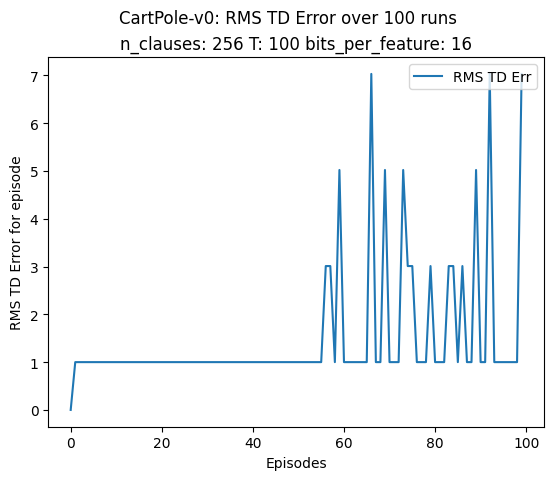 CartPole-v0: RMS TD Error over 100 runs
n_clauses: 256 T: 100 bits_per_feature: 16
RMS TD Err
7
6
5
4
3
2
1
0
RMS TD Error for episode
0 20 40 60 80 100
Episodes